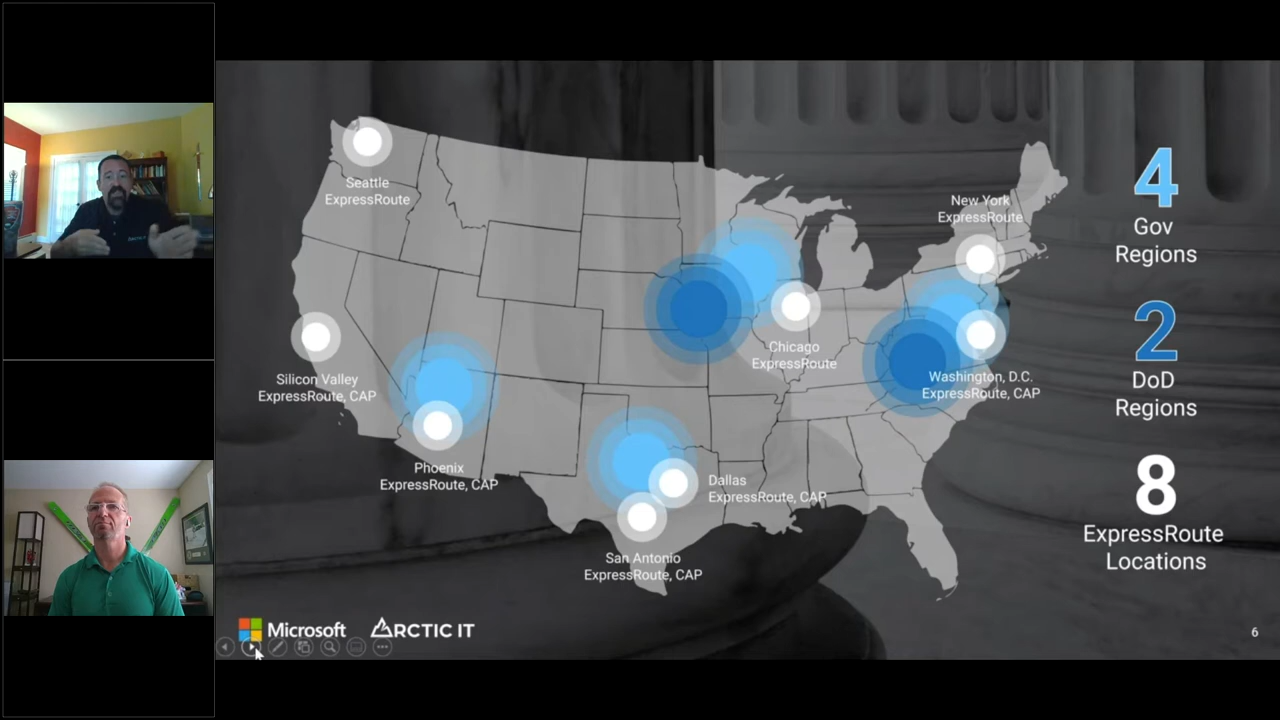 Seattle
ExpressRoute
New York
ExpressRoute
4
Gov
Regions
Silicon Valley
ExpressRoute, CAP
Chicago
ExpressRoute
Washington, D.C.
ExpressRoute, CAP
2
DoD
Regions
Phoenix
ExpressRoute, CAP
Dallas
ExpressRoute, CAP
San Antonio
ExpressRoute, CAP
8
ExpressRoute
Locations
Microsoft
ARCTIC IT
6